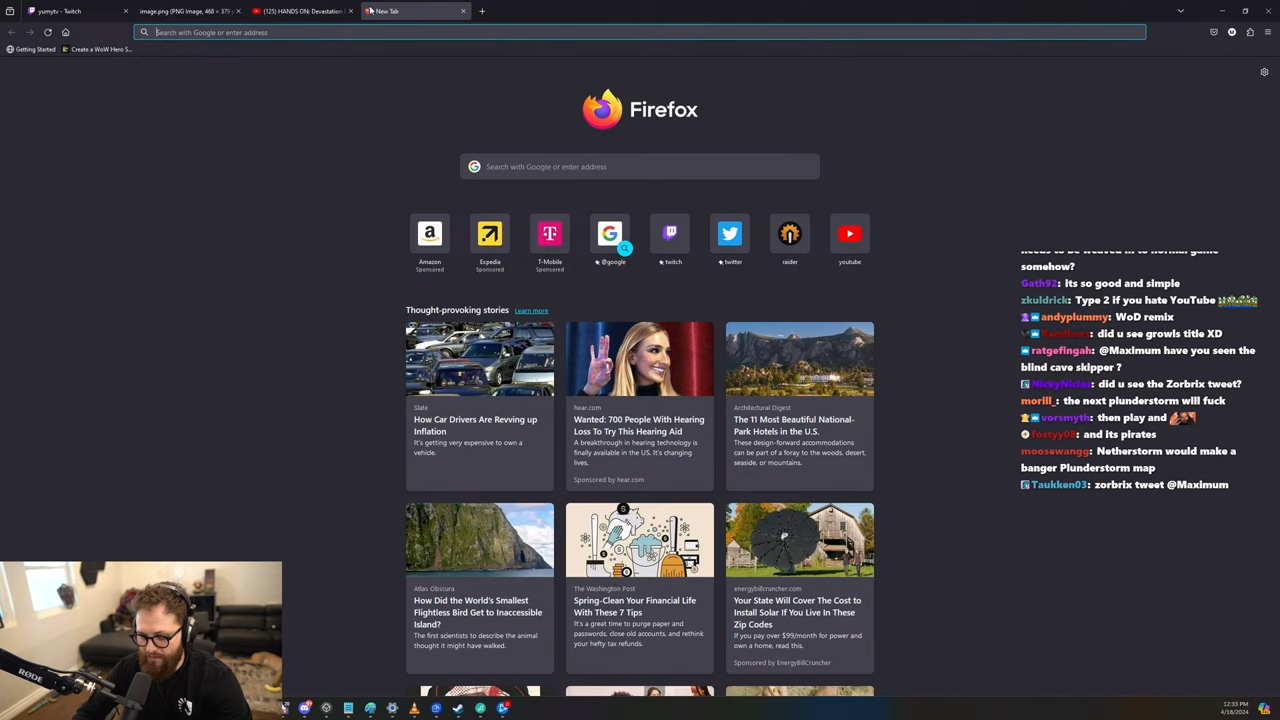 yumytv - Twitch
image.png (PNG Image, 468 × 379 p
(125) HANDS ON: Devastation
New Tab
Search with Google or enter address
Getting Started
Create a WoW Hero S...
Firefox
Search with Google or enter address
Amazon
Sponsored
Expedia
Sponsored
T-Mobile
Sponsored
@google
twitch
twitter
raider
youtube
Thought-provoking stories Learn more
Slate
How Car Drivers Are Revving up
Inflation
It's getting very expensive to own a
vehicle.
hear.com
Wanted: 700 People With Hearing
Loss To Try This Hearing Aid
A breakthrough in hearing technology is
finally available in the US. It's changing
lives.
Sponsored by hear.com
Architectural Digest
The 11 Most Beautiful National-
Park Hotels in the U.S.
These design-forward accommodations
can be part of a foray to the woods, desert,
seaside, or mountains.
Atlas Obscura
How Did the World's Smallest
Flightless Bird Get to Inaccessible
Island?
The first scientists to describe the animal
thought it might have walked.
The Washington Post
Spring-Clean Your Financial Life
With These 7 Tips
It's a great time to purge paper and
passwords, close old accounts, and rethink
your hefty tax refunds.
energybillcruncher.com
Your State Will Cover The Cost to
Install Solar If You Live In These
Zip Codes
If you pay over $99/month for power and
own a home, read this.
Sponsored by EnergyBillCruncher
needs to be weaved in to normal game
somehow?
Gath92: its so good and simple
zkuldrick: Type 2 if you hate YouTube
andyplummy: WoD remix
did u see growls title XD
ratgefingah: @Maximum have you seen the
blind cave skipper ?
NickyNiclas: did u see the Zorbrix tweet?
morill_: the next plunderstorm will fuck
vorsmyth: then play and
fostyy08: and its pirates
moosewangg: Netherstorm would make a
banger Plunderstorm map
Taukken03: zorbrix tweet @Maximum
RØDE
12:33 PM
4/18/2024